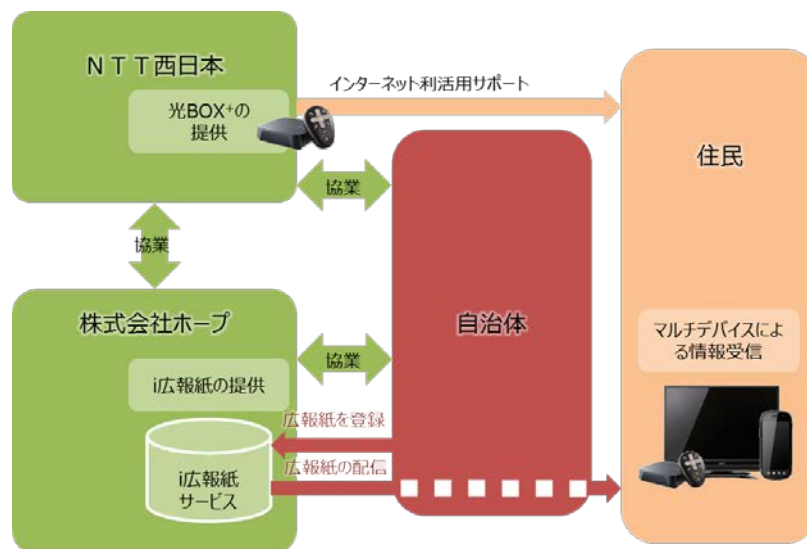 NTT西日本
光BOX+の
提供
インターネット利活用サポート
住民
協業
協業
株式会社ホープ
自治体
協業
i広報紙の提供
マルチデバイスによ
る情報受信
広報紙を登録
広報紙の配信
i広報紙
サービス